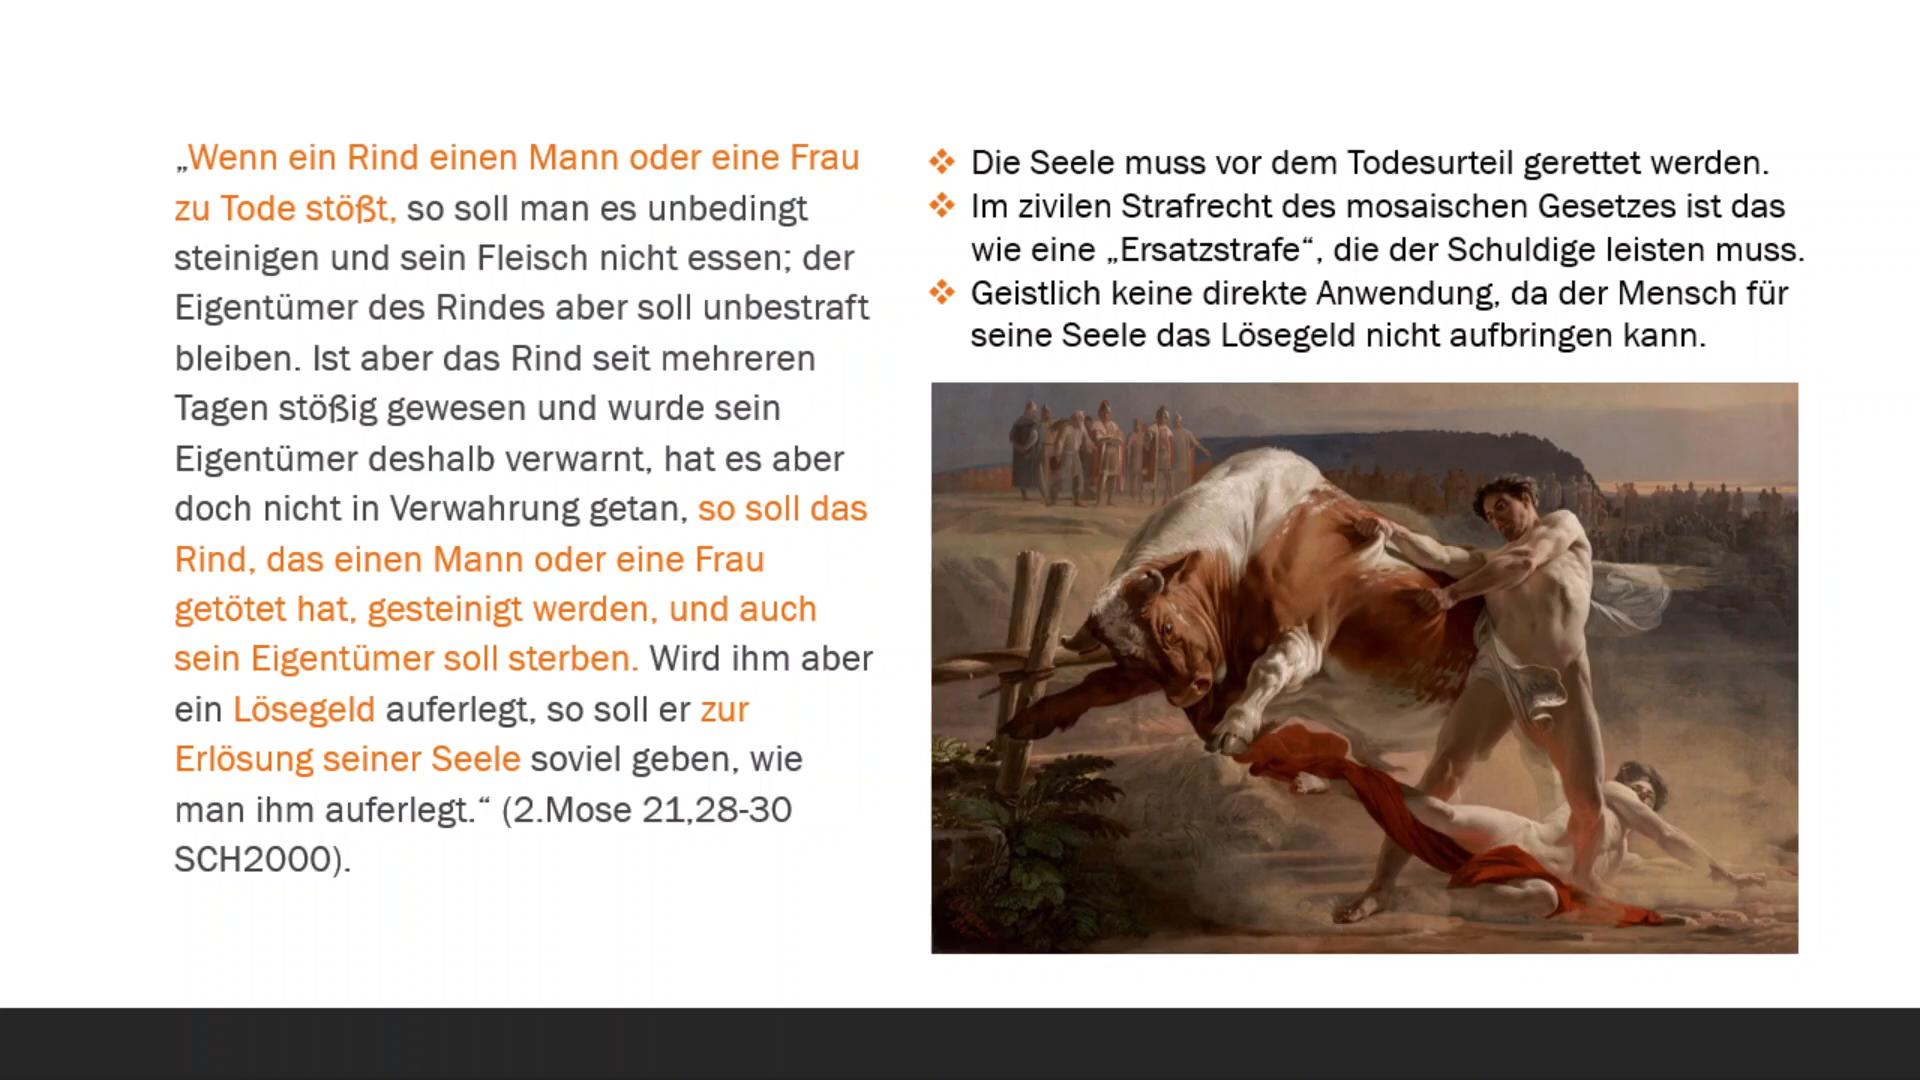 „Wenn ein Rind einen Mann oder eine Frau
zu Tode stößt, so soll man es unbedingt
steinigen und sein Fleisch nicht essen; der
Eigentümer des Rindes aber soll unbestraft
bleiben. Ist aber das Rind seit mehreren
Tagen stößig gewesen und wurde sein
Eigentümer deshalb verwarnt, hat es aber
doch nicht in Verwahrung getan, so soll das
Rind, das einen Mann oder eine Frau
getötet hat, gesteinigt werden, und auch
sein Eigentümer soll sterben. Wird ihm aber
ein Lösegeld auferlegt, so soll er zur
Erlösung seiner Seele soviel geben, wie
man ihm auferlegt.“ (2.Mose 21,28-30
SCH2000).
❖ Die Seele muss vor dem Todesurteil gerettet werden.
❖ Im zivilen Strafrecht des mosaischen Gesetzes ist das
wie eine „Ersatzstrafe“, die der Schuldige leisten muss.
❖ Geistlich keine direkte Anwendung, da der Mensch für
seine Seele das Lösegeld nicht aufbringen kann.